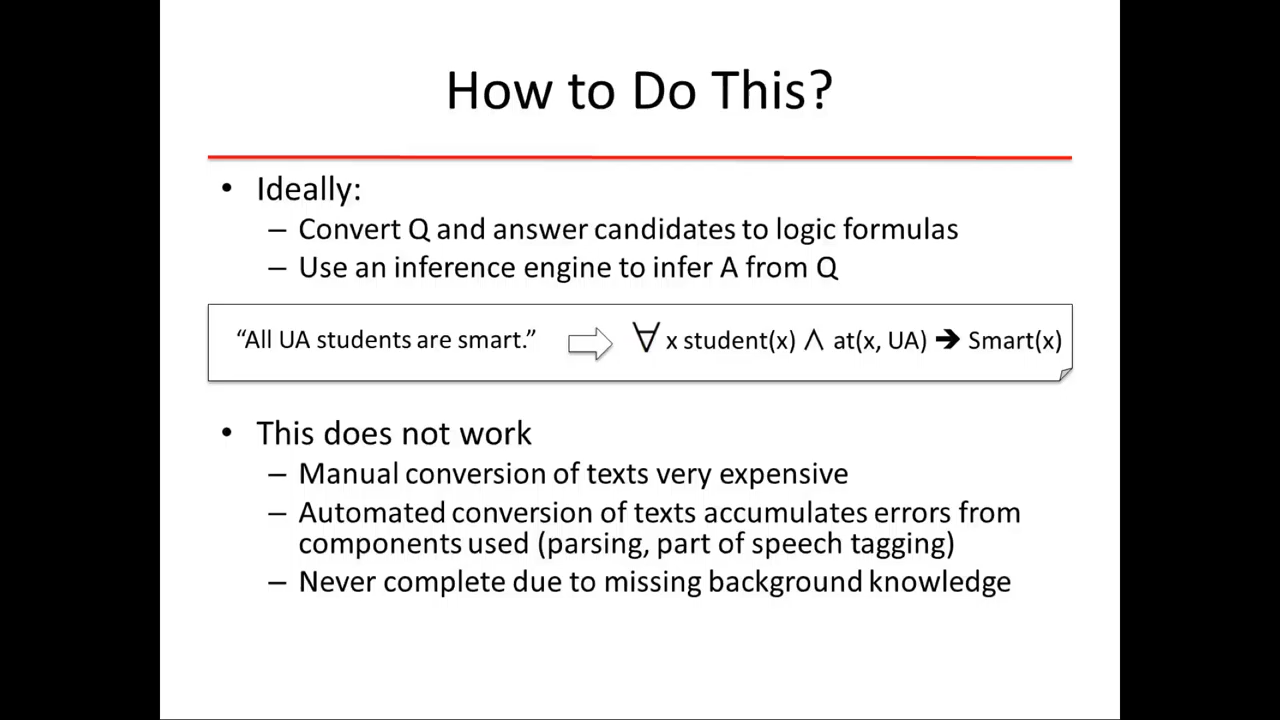 How to Do This?
• Ideally:
– Convert Q and answer candidates to logic formulas
– Use an inference engine to infer A from Q
“All UA students are smart.” ⇨ ∀ x student(x) ∧ at(x, UA) ➔ Smart(x)
• This does not work
– Manual conversion of texts very expensive
– Automated conversion of texts accumulates errors from
components used (parsing, part of speech tagging)
– Never complete due to missing background knowledge